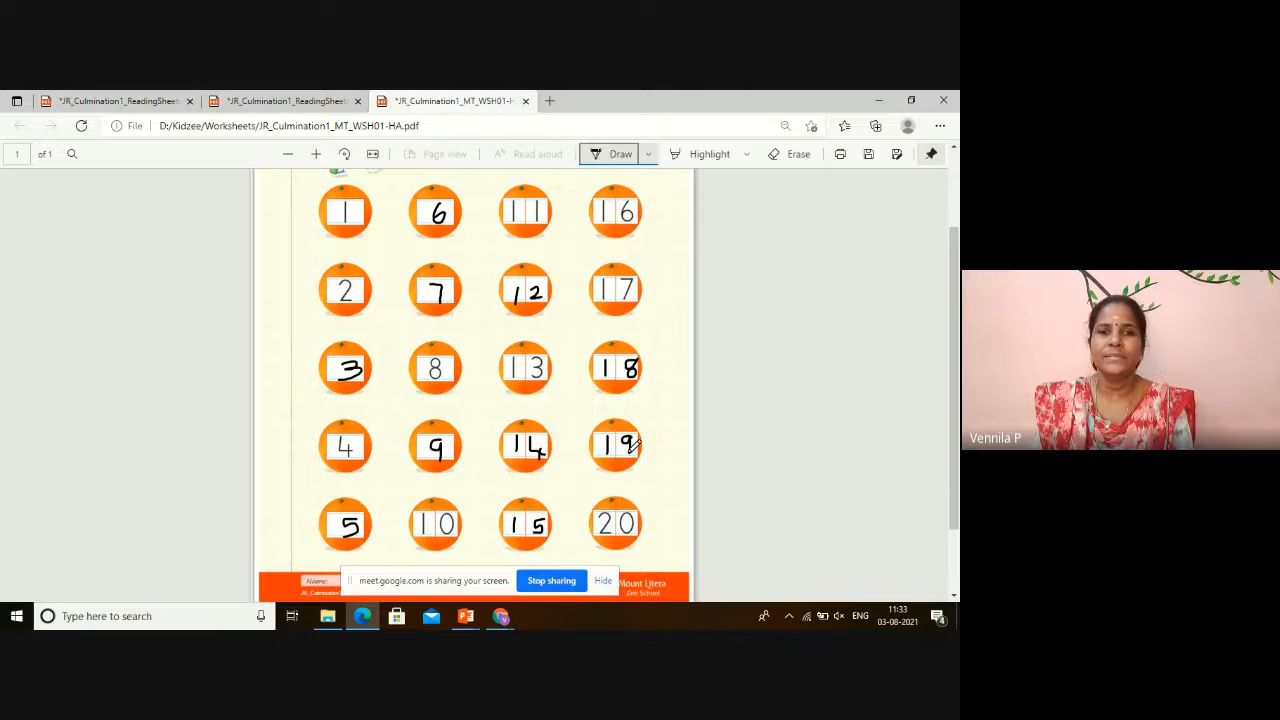 *JR_Culmination1_ReadingSheet
*JR_Culmination1_ReadingSheet
*JR_Culmination1_MT_WSH01-H
File D:/Kidzee/Worksheets/JR_Culmination1_MT_WSH01-HA.pdf
1 of 1 Page view Read aloud Draw Highlight Erase
1 6 11 16
2 7 12 17
3 8 13 18
4 9 14 19
5 10 15 20
Vennila P
Name:
JR_Culmination1
meet.google.com is sharing your screen. Stop sharing Hide
Mount Litera
Zee School
Type here to search
ENG
11:33
03-08-2021
4